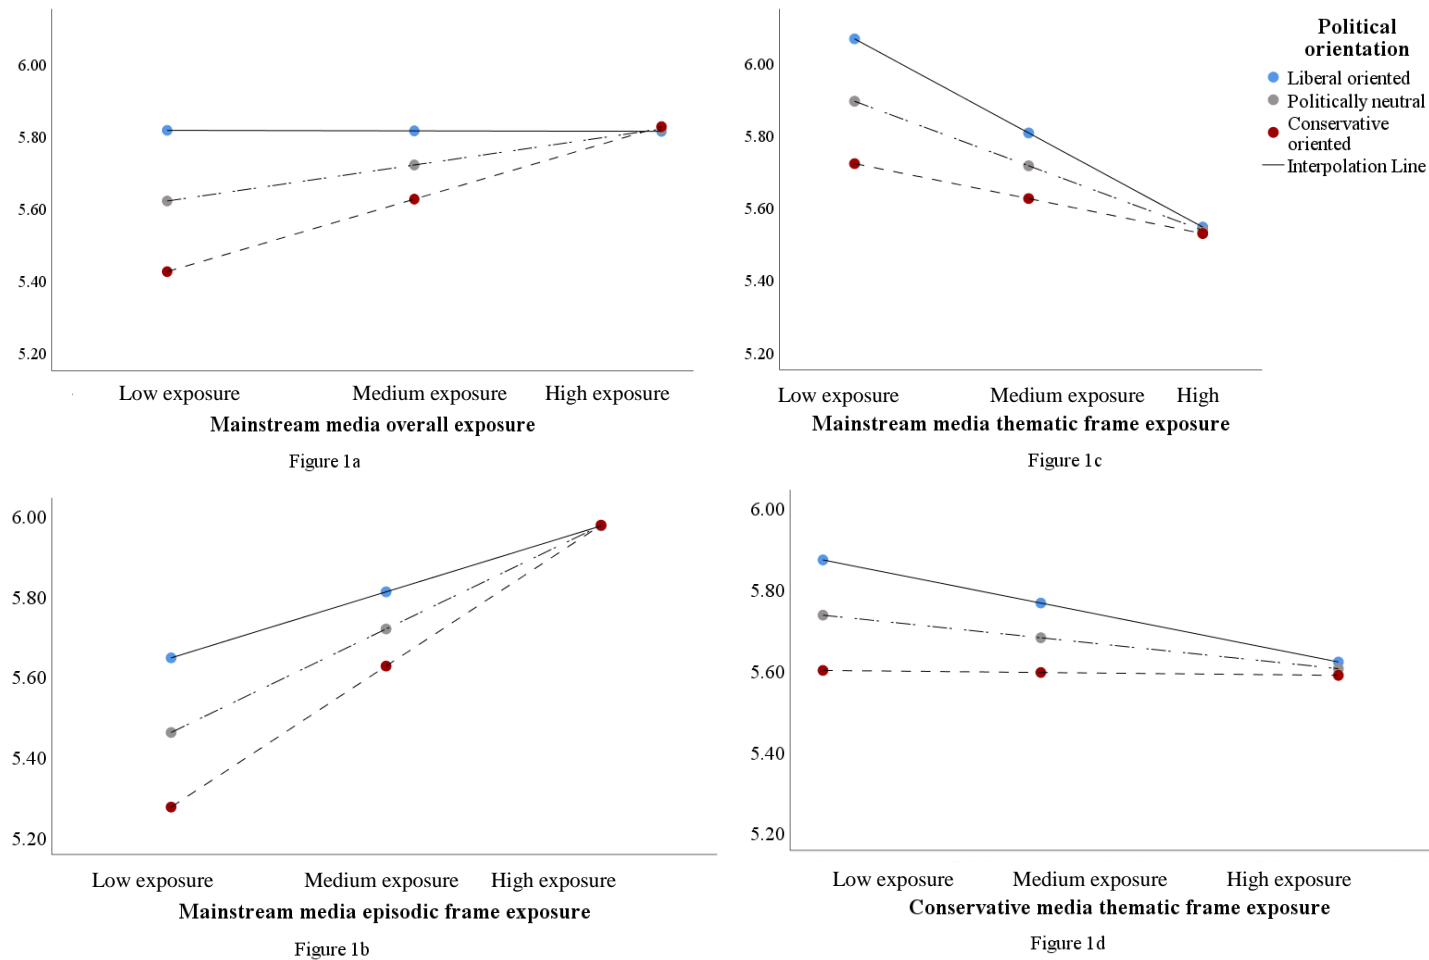 6.00
5.80
5.60
5.40
5.20
Low exposure
Medium exposure
High exposure
Mainstream media overall exposure
Figure 1a
6.00
5.80
5.60
5.40
5.20
Low exposure
Medium exposure
High
Mainstream media thematic frame exposure
Figure 1c
Political
orientation
Liberal oriented
Politically neutral
Conservative
oriented
Interpolation Line
6.00
5.80
5.60
5.40
5.20
Low exposure
Medium exposure
High exposure
Mainstream media episodic frame exposure
Figure 1b
6.00
5.80
5.60
5.40
5.20
Low exposure
Medium exposure
High exposure
Conservative media thematic frame exposure
Figure 1d